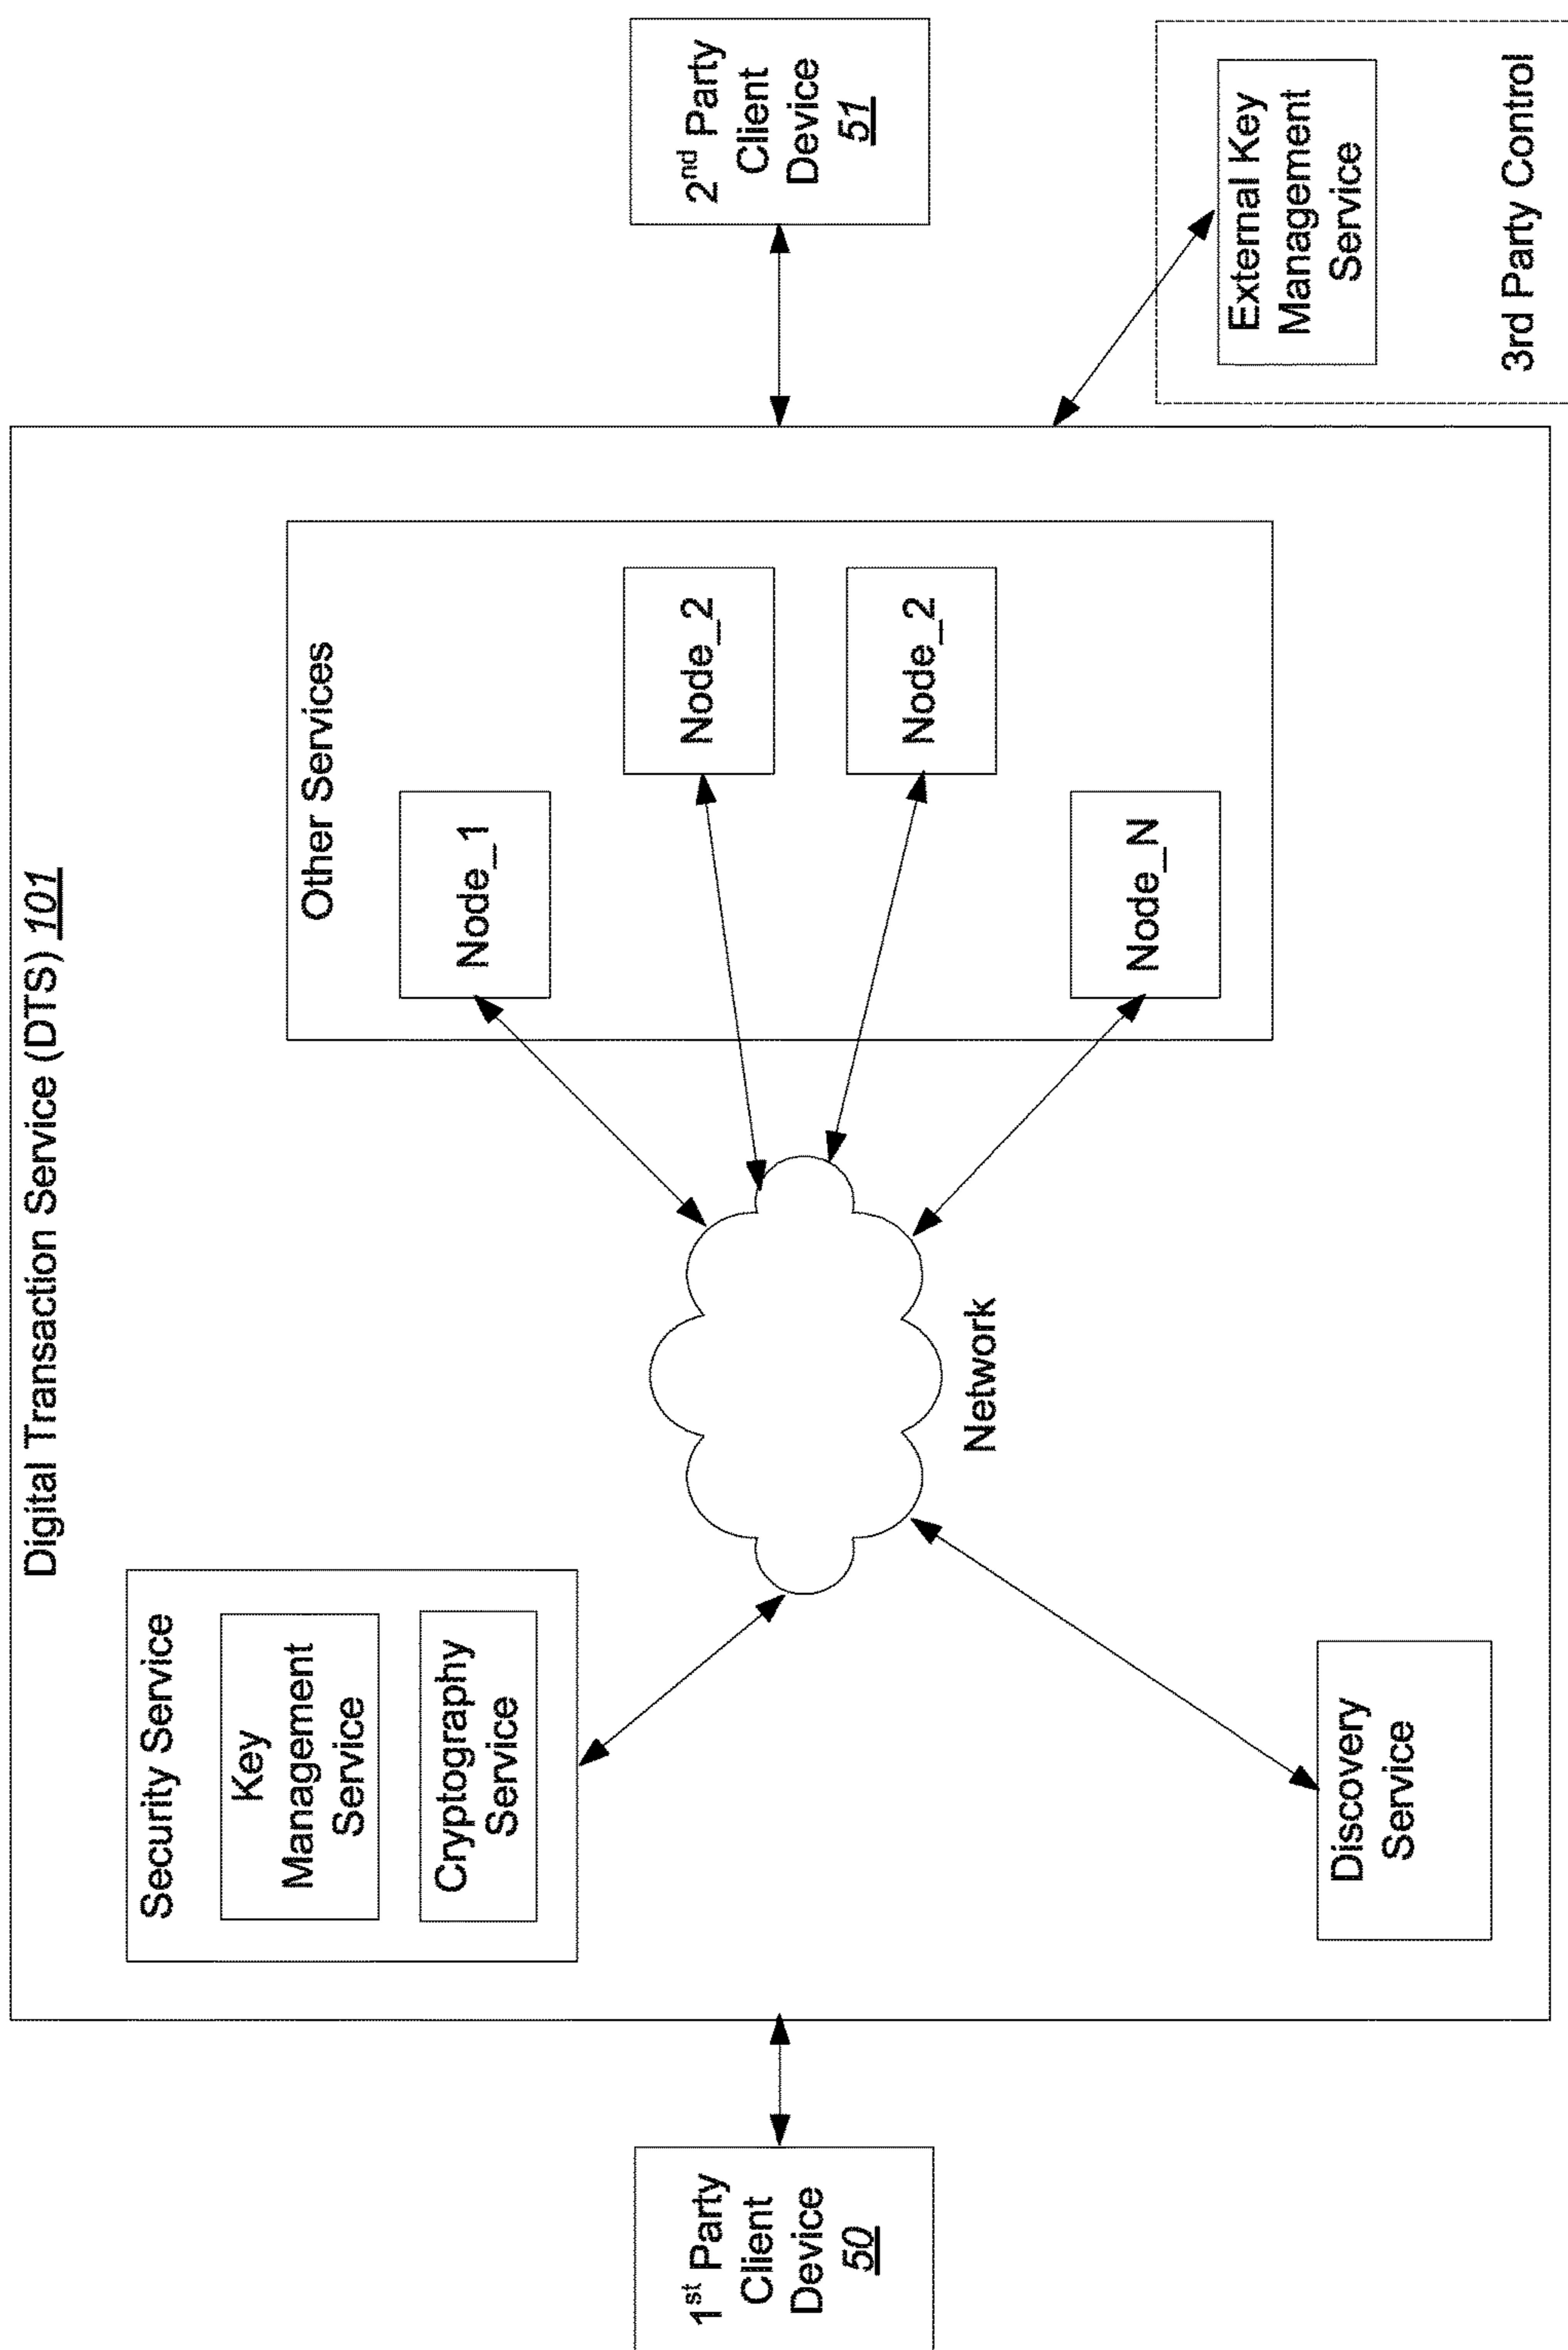 Digital Transaction Service (DTS) 101
Security Service
Key
Management
Service
Cryptography
Service
Discovery
Service
Network
Other Services
Node_1
Node_2
Node_2
Node_N
1st Party
Client
Device
50
2nd Party
Client
Device
51
External Key
Management
Service
3rd Party Control